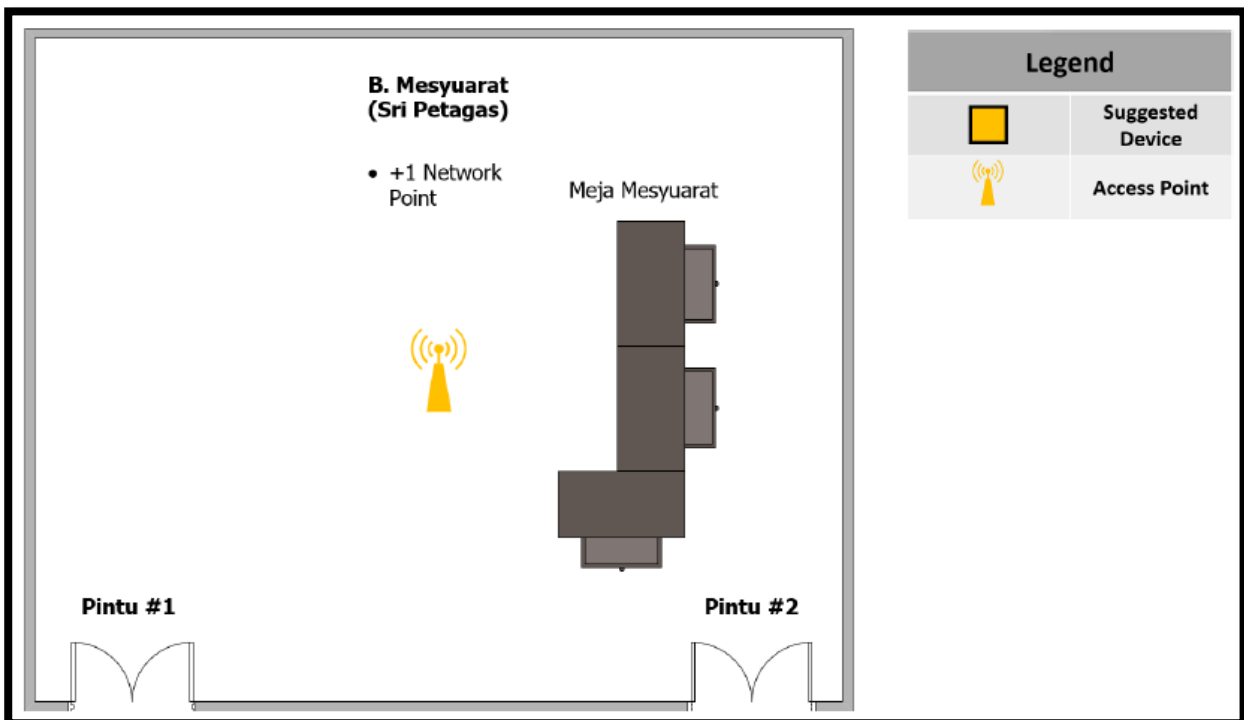 B. Mesyuarat
(Sri Petagas)
• +1 Network
Point
Meja Mesyuarat
Pintu #1
Pintu #2
Legend
Suggested
Device
Access Point